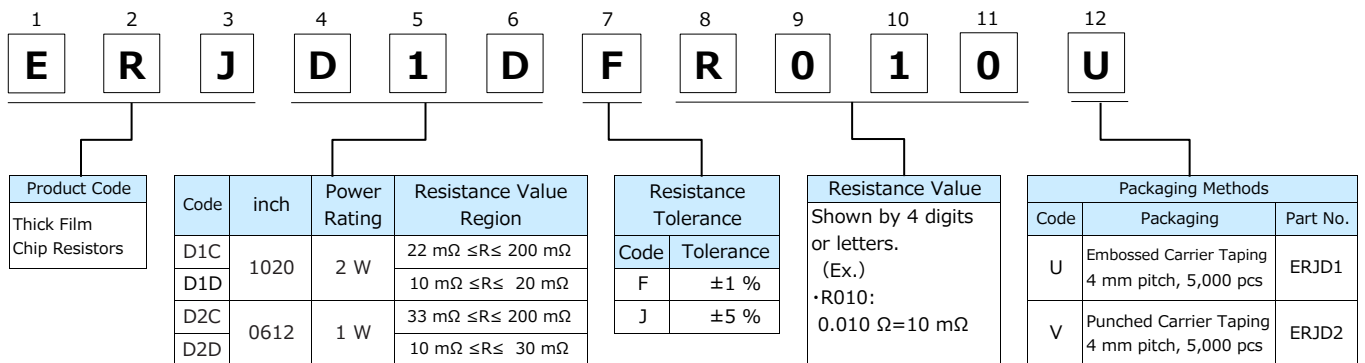 1 2 3 4 5 6 7 8 9 10 11 12
E R J D 1 D F R 0 1 0 U
Product Code
Thick Film
Chip Resistors
Code inch Power Rating Resistance Value Region
D1C 1020 2 W 22 mΩ ≤R≤ 200 mΩ
D1D 10 mΩ ≤R≤ 20 mΩ
D2C 0612 1 W 33 mΩ ≤R≤ 200 mΩ
D2D 10 mΩ ≤R≤ 30 mΩ
Resistance
Tolerance
Code Tolerance
F ±1 %
J ±5 %
Resistance Value
Shown by 4 digits
or letters.
(Ex.)
・R010:
0.010 Ω=10 mΩ
Packaging Methods
Code Packaging Part No.
U Embossed Carrier Taping 4 mm pitch, 5,000 pcs ERJD1
V Punched Carrier Taping 4 mm pitch, 5,000 pcs ERJD2